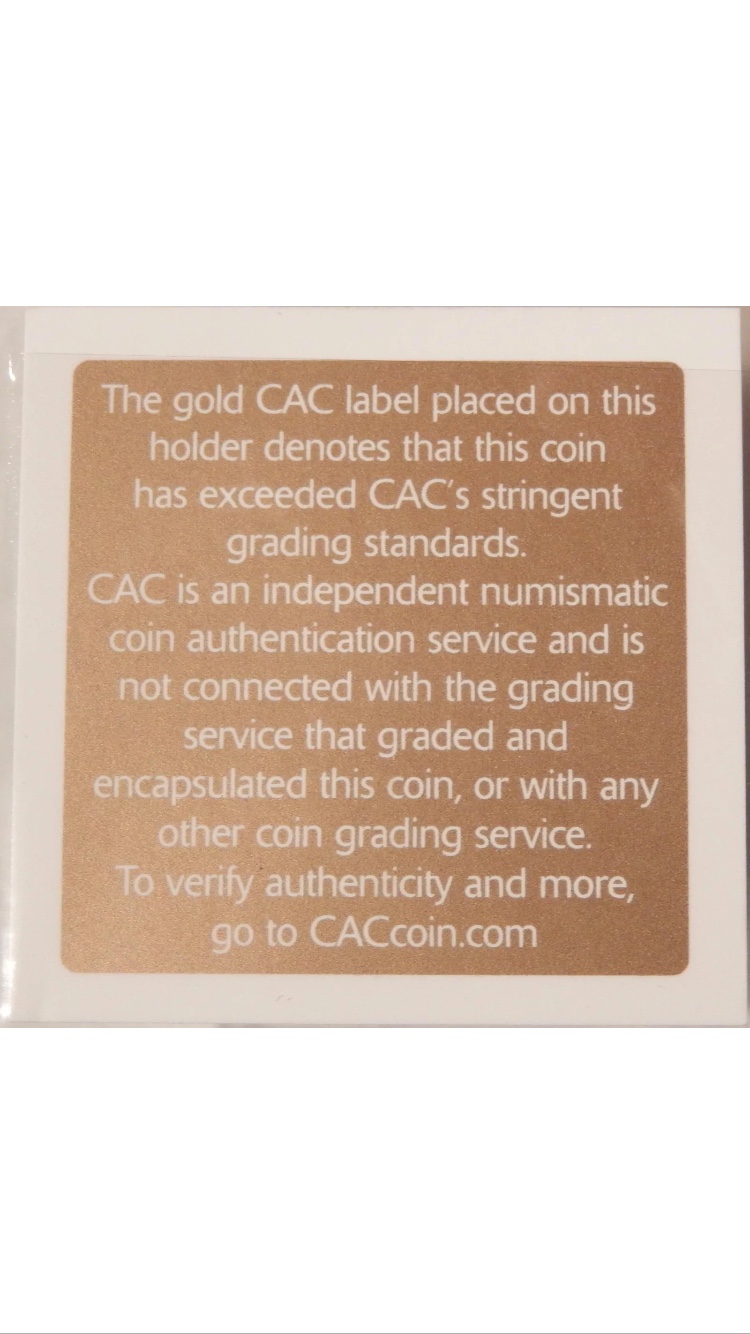 The gold CAC label placed on this
holder denotes that this coin
has exceeded CAC's stringent
grading standards.
CAC is an independent numismatic
coin authentication service and is
not connected with the grading
service that graded and
encapsulated this coin, or with any
other coin grading service.
To verify authenticity and more,
go to CACcoin.com